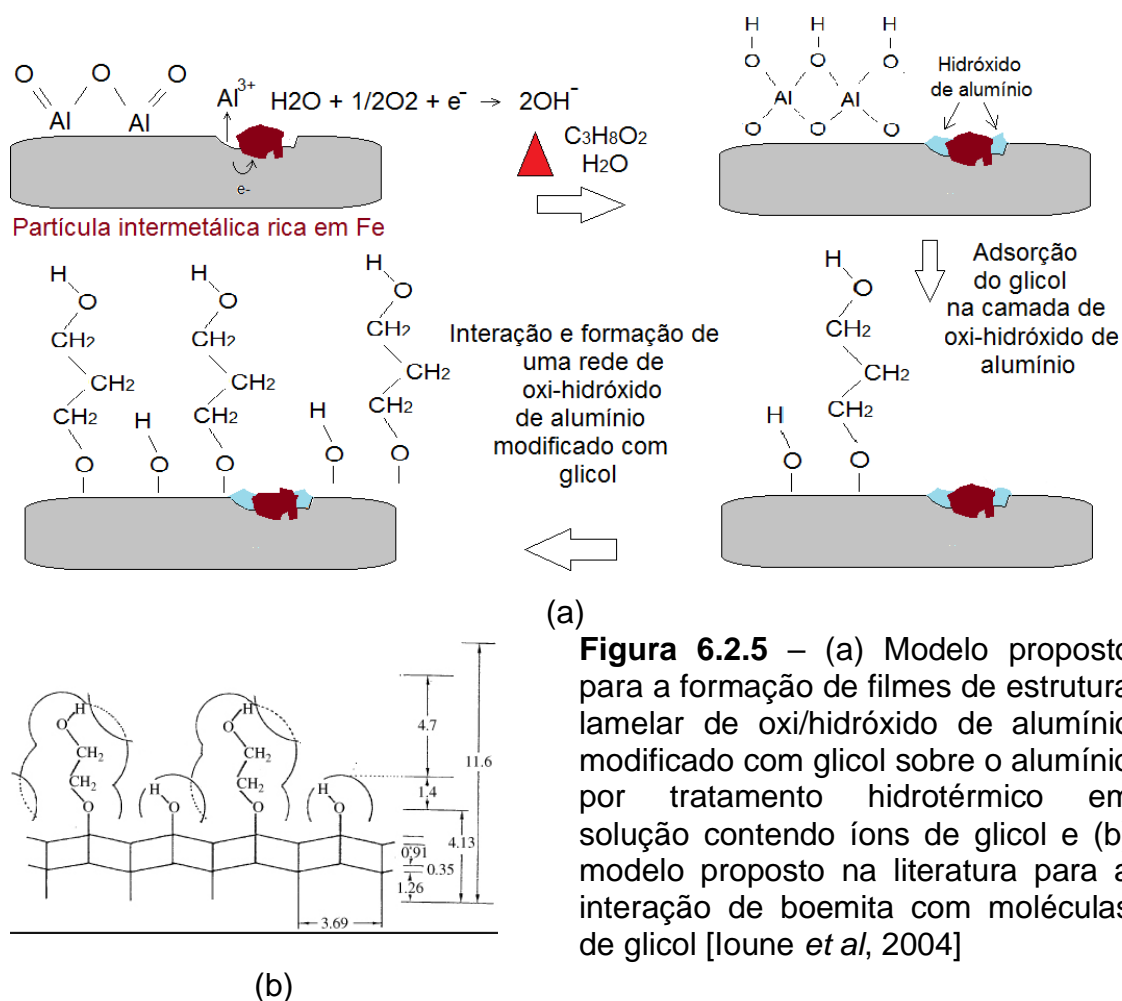 O O O
Al Al
Al3+
H2O + 1/2O2 + e- → 2OH-
e-
C3H8O2
H2O
Partícula intermetálica rica em Fe
H H H
O O O
Al Al
O O O
Hidróxido
de alumínio
Adsorção
do glicol
na camada de
oxi-hidróxido de
alumínio
H
O
CH2
CH2
CH2
H
O O
Interação e formação de
uma rede de
oxi-hidróxido
de alumínio
modificado com
glicol
H H H
O O O
CH2 CH2 CH2
CH2 CH2 CH2
CH2 CH2 CH2
H H
O O O O O
(a)
H H
O O
CH2 CH2
CH2 CH2
H H
O O O O
4.7
11.6
1.4
4.13
0.91
0.35
1.26
3.69
(b)
Figura 6.2.5 – (a) Modelo proposto
para a formação de filmes de estrutura
lamelar de oxi/hidróxido de alumínio
modificado com glicol sobre o alumínio
por tratamento hidrotérmico em
solução contendo íons de glicol e (b)
modelo proposto na literatura para a
interação de boemita com moléculas
de glicol [Ioune et al, 2004]